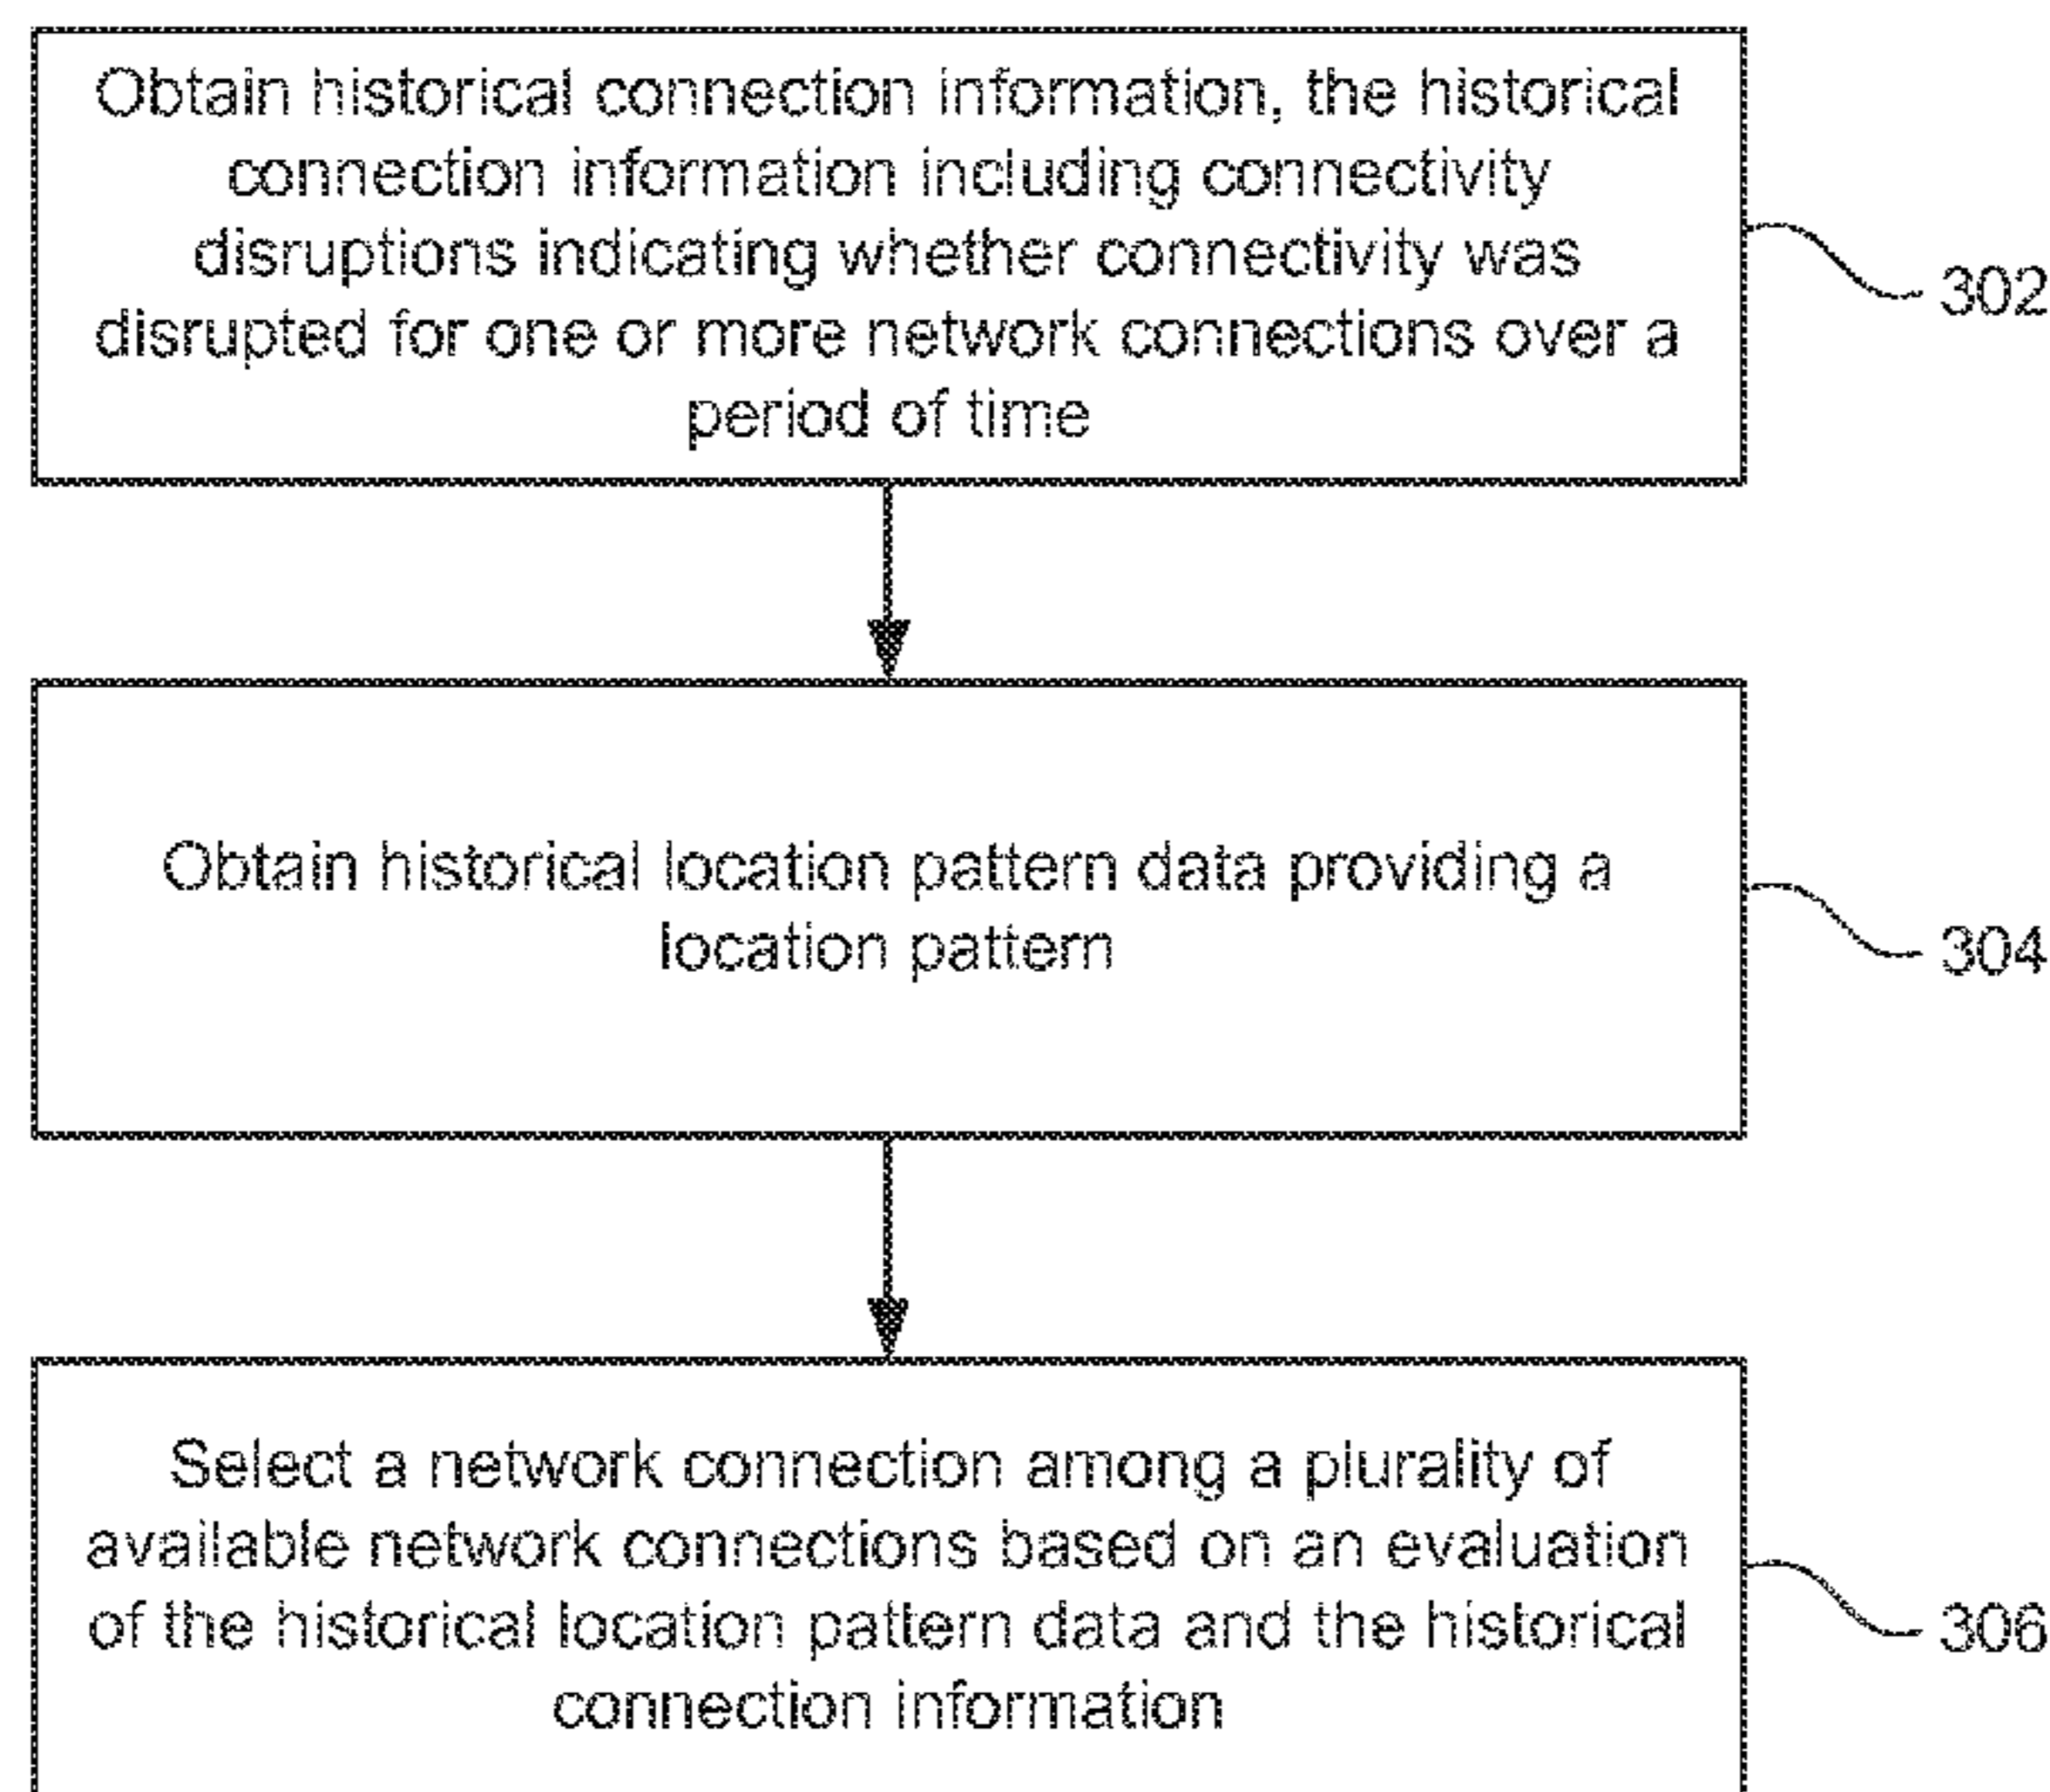 Obtain historical connection information, the historical
connection information including connectivity
disruptions indicating whether connectivity was
disrupted for one or more network connections over a
period of time
302
Obtain historical location pattern data providing a
location pattern
304
Select a network connection among a plurality of
available network connections based on an evaluation
of the historical location pattern data and the historical
connection information
306